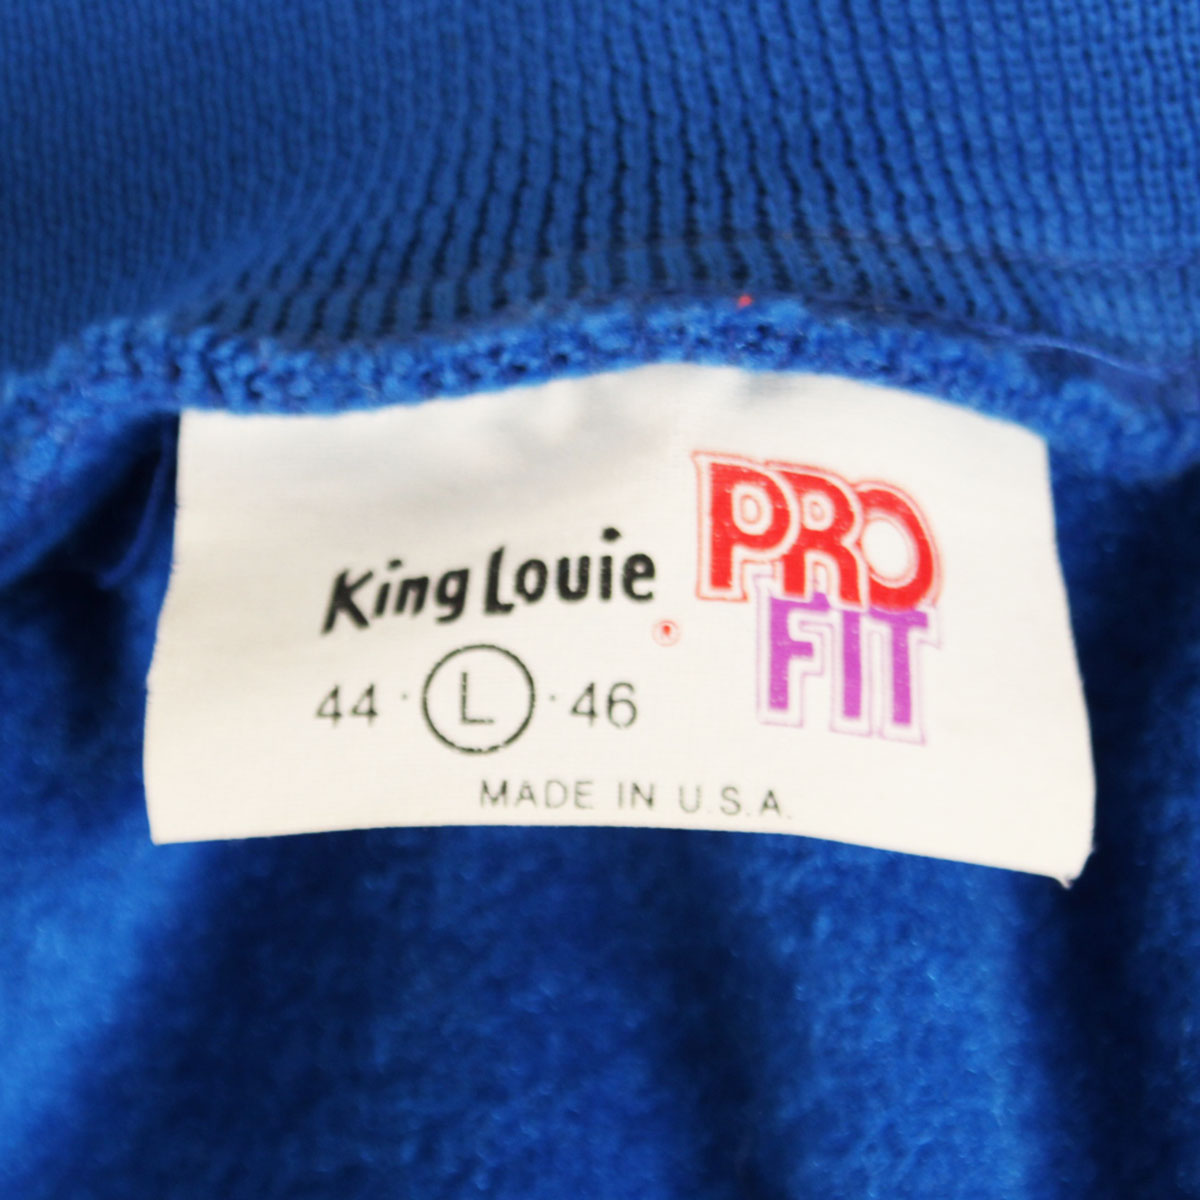 King Louie ®
PRO
FIT
44 · L · 46
MADE IN U.S.A.